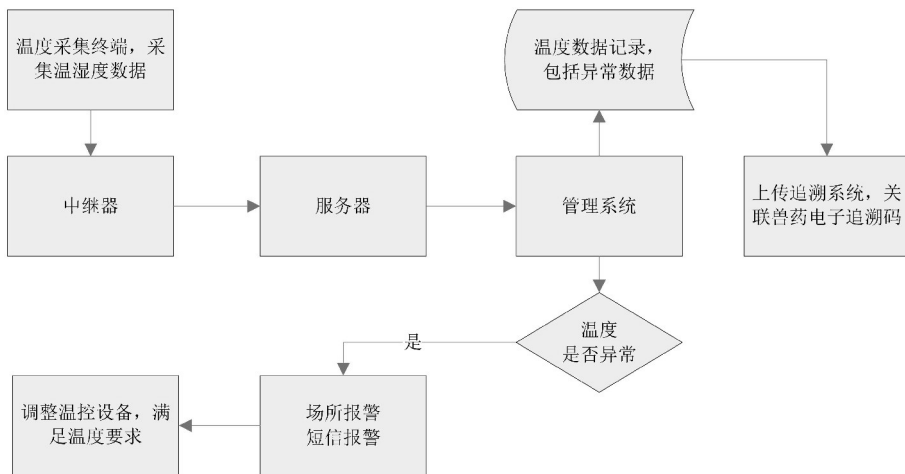 温度采集终端，采
集温湿度数据
温度数据记录，
包括异常数据
中继器
服务器
管理系统
上传追溯系统，关
联兽药电子追溯码
温度
是否异常
是
调整温控设备，满
足温度要求
场所报警
短信报警